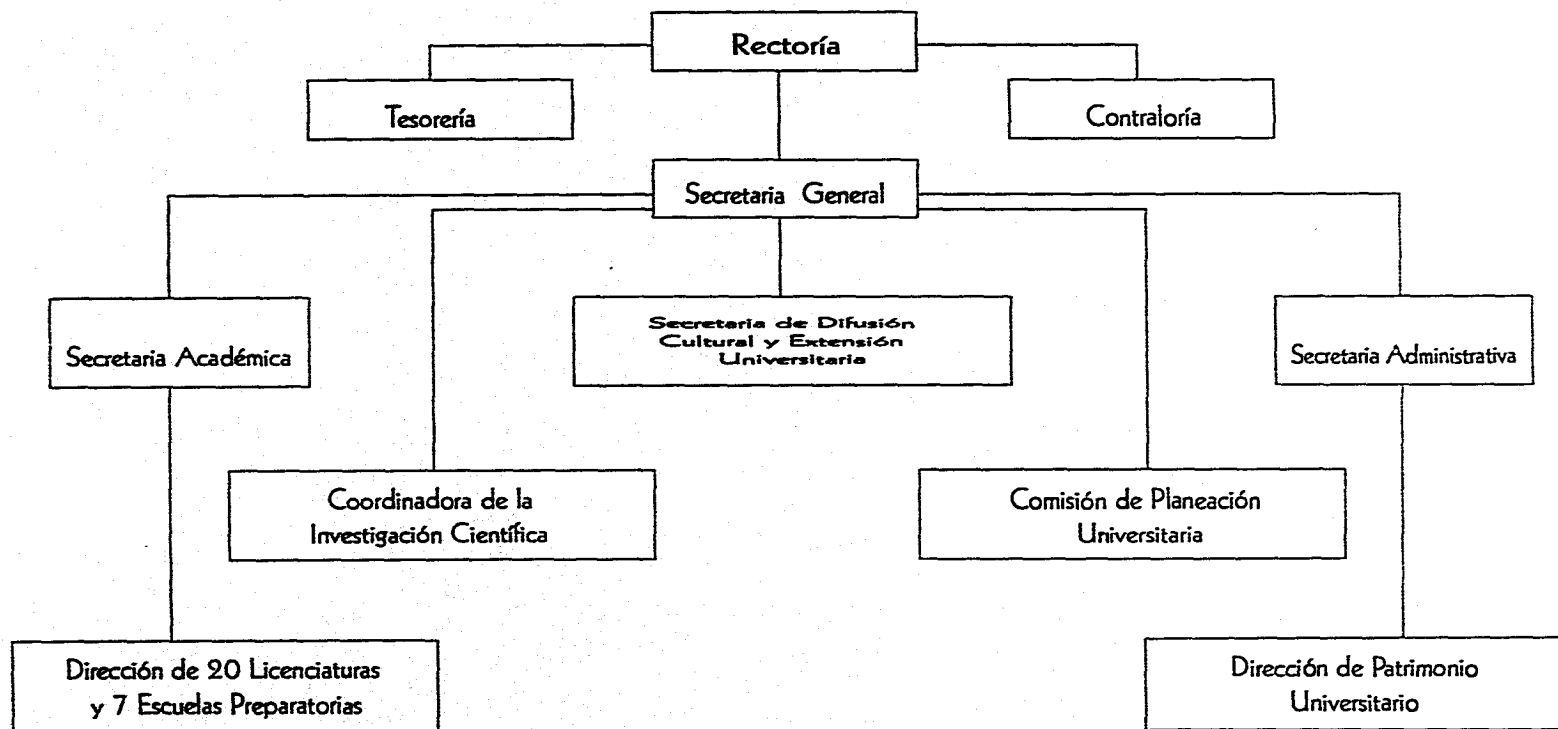 Rectoría
Tesorería
Contraloría
Secretaria General
Secretaria Académica
Secretaria de Difusión
Cultural y Extensión
Universitaria
Secretaria Administrativa
Coordinadora de la
Investigación Científica
Comisión de Planeación
Universitaria
Dirección de 20 Licenciaturas
y 7 Escuelas Preparatorias
Dirección de Patrimonio
Universitario